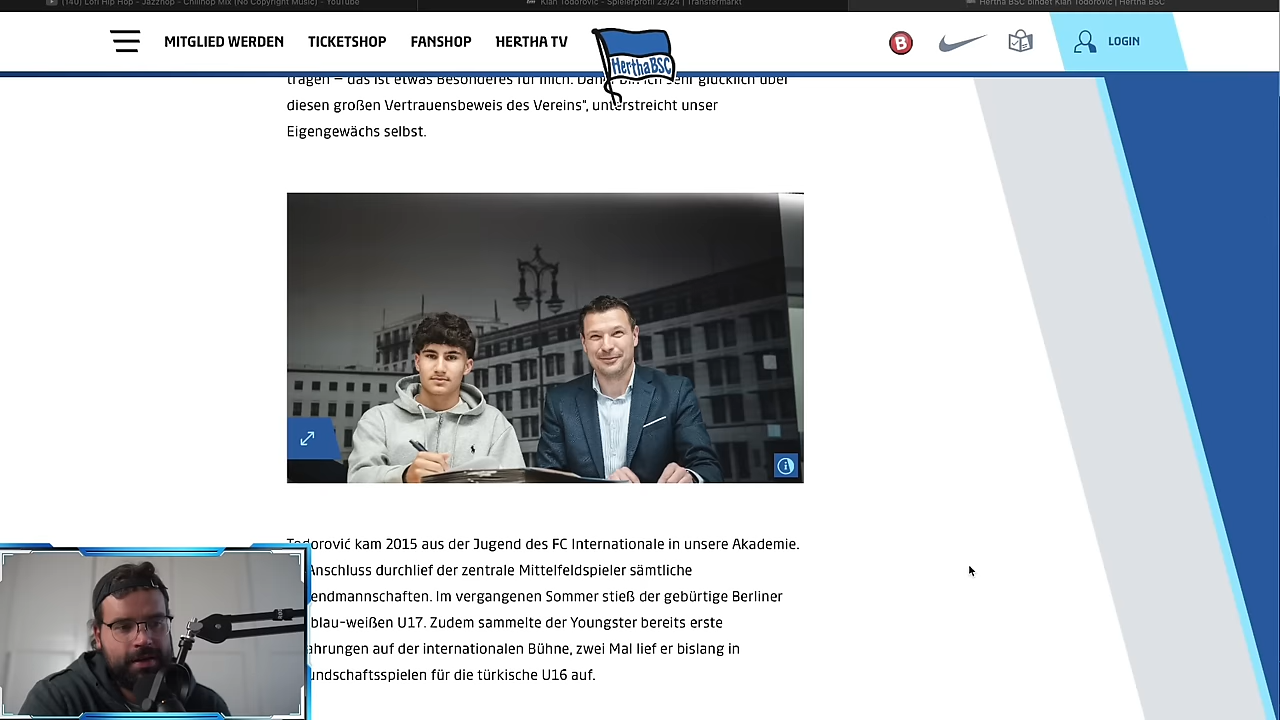 (140) Lofi Hip Hop - Jazzhop - Chillhop Mix (No Copyright Music) - YouTube
Kian Todorovic - Spielerprofil 23/24 | Transfermarkt
Hertha BSC bindet Kian Todorović | Hertha BSC
MITGLIED WERDEN
TICKETSHOP
FANSHOP
HERTHA TV
HerthaBSC
B
LOGIN
tragen – das ist etwas Besonderes für mich. sehr glücklich über
diesen großen Vertrauensbeweis des Vereins", unterstreicht unser
Eigengewächs selbst.
Todorović kam 2015 aus der Jugend des FC Internationale in unsere Akademie.
Anschluss durchlief der zentrale Mittelfeldspieler sämtliche
endmannschaften. Im vergangenen Sommer stieß der gebürtige Berliner
blau-weißen U17. Zudem sammelte der Youngster bereits erste
ahrungen auf der internationalen Bühne, zwei Mal lief er bislang in
undschaftsspielen für die türkische U16 auf.